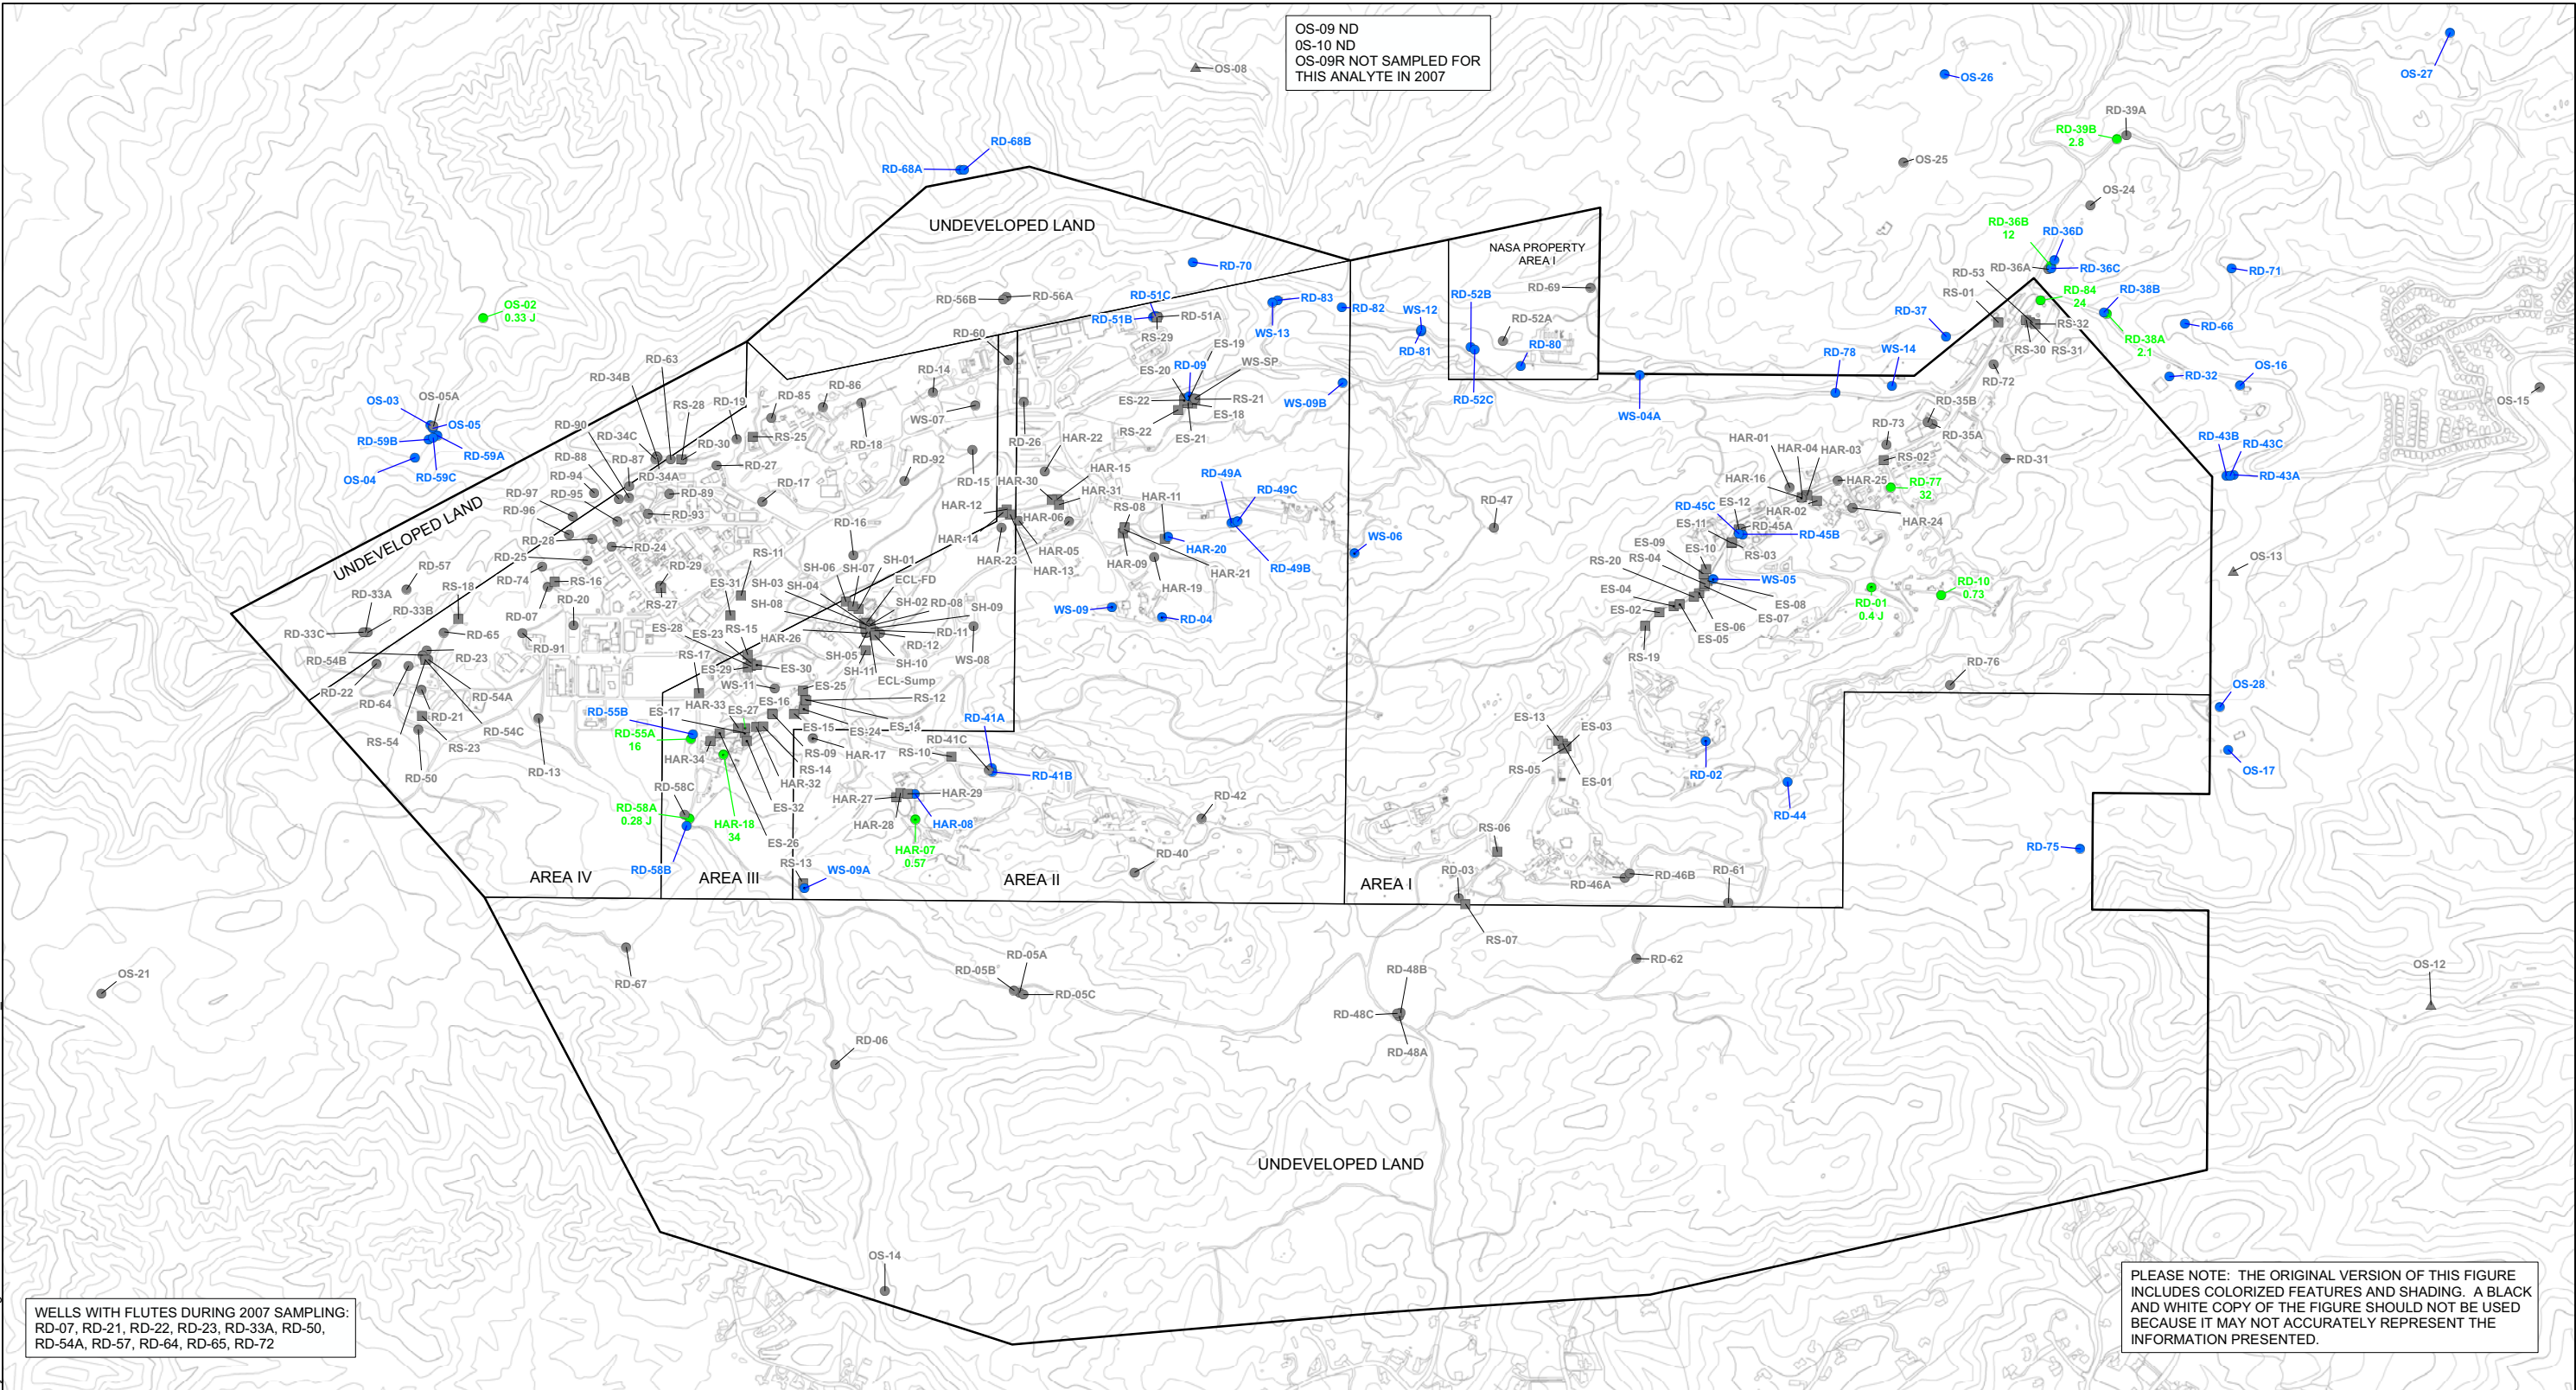 OS-09 ND
0S-10 ND
OS-09R NOT SAMPLED FOR
THIS ANALYTE IN 2007
OS-08
OS-26
OS-27
RD-39A
RD-39B
2.8
OS-25
OS-24
RD-68B
RD-68A
UNDEVELOPED LAND
NASA PROPERTY
AREA I
RD-36B
12
RD-36D
RD-36A
RD-36C
RD-53
RS-01
RD-84
24
RD-38B
RD-71
RD-70
RD-69
RD-56B
RD-56A
RD-51C
RD-51B
RD-51A
RS-29
RD-83
WS-13
RD-82
WS-12
RD-81
RD-52B
RD-52A
RD-80
RD-52C
RD-37
RD-78
WS-14
RS-32
RS-30
RS-31
RD-38A
2.1
RD-66
RD-32
OS-16
OS-15
RD-72
OS-02
0.33 J
RD-60
ES-19
WS-SP
RD-09
ES-20
ES-22
RS-21
ES-18
RS-22
ES-21
WS-09B
WS-04A
RD-63
RD-34B
RS-28
RD-19
RD-85
RD-86
RD-14
WS-07
RD-18
RD-26
OS-03
OS-05A
OS-05
RD-59B
RD-59A
RD-59C
OS-04
RD-90
RD-34C
RD-30
RS-25
RD-88
RD-87
RD-34A
RD-27
RD-94
RD-97
RD-95
RD-89
RD-17
RD-96
RD-93
RD-92
RD-15
HAR-22
HAR-15
HAR-30
HAR-31
HAR-12
HAR-06
HAR-14
HAR-05
HAR-23
HAR-13
RS-08
HAR-11
RD-49A
RD-49C
HAR-20
HAR-09
HAR-21
HAR-19
RD-49B
WS-06
RD-47
RD-35B
RD-35A
RD-73
RS-02
HAR-01
HAR-04
HAR-03
HAR-16
HAR-25
HAR-02
HAR-24
RD-77
32
RD-31
RD-43B
RD-43C
RD-43A
RD-45C
ES-12
ES-11
RD-45A
RD-45B
RS-03
ES-09
ES-10
RS-04
RS-20
WS-05
ES-04
ES-08
ES-07
ES-02
ES-06
ES-05
RS-19
RD-01
0.4 J
RD-10
0.73
OS-13
UNDEVELOPED LAND
RD-28
RD-24
RD-25
RD-74
RS-16
RD-07
RD-20
RD-91
RD-57
RS-18
RD-33A
RD-33B
RD-33C
RD-65
RD-54B
RD-23
RD-22
RD-54A
RD-64
RD-21
RD-54C
RS-54
RS-23
RD-50
RD-13
RD-29
RS-27
RS-11
ES-31
RD-16
SH-01
SH-06
SH-07
SH-03
SH-04
ECL-FD
SH-08
SH-02
RD-08
SH-09
RD-11
RD-12
SH-05
SH-10
SH-11
ECL-Sump
WS-08
HAR-26
ES-28
ES-23
RS-15
RS-17
ES-29
ES-30
WS-11
ES-25
RS-12
HAR-33
ES-27
ES-16
ES-17
ES-14
ES-15
ES-24
RS-09
HAR-17
RS-14
HAR-32
ES-32
ES-26
RD-55B
RD-55A
16
HAR-34
RD-58C
RD-58A
0.28 J
HAR-18
34
RD-58B
RS-13
WS-09A
WS-09
RD-04
RD-41A
RD-41C
RD-41B
RS-10
HAR-27
HAR-29
HAR-28
HAR-08
HAR-07
0.57
RD-42
RD-40
ES-13
ES-03
RS-05
ES-01
RD-02
RD-44
RD-76
OS-28
OS-17
RD-75
RS-06
RD-03
RS-07
RD-46A
RD-46B
RD-61
AREA IV
AREA III
AREA II
AREA I
OS-21
RD-67
RD-05A
RD-05B
RD-05C
RD-06
RD-48B
RD-48C
RD-48A
RD-62
OS-12
UNDEVELOPED LAND
OS-14
WELLS WITH FLUTES DURING 2007 SAMPLING:
RD-07, RD-21, RD-22, RD-23, RD-33A, RD-50,
RD-54A, RD-57, RD-64, RD-65, RD-72
PLEASE NOTE: THE ORIGINAL VERSION OF THIS FIGURE
INCLUDES COLORIZED FEATURES AND SHADING. A BLACK
AND WHITE COPY OF THE FIGURE SHOULD NOT BE USED
BECAUSE IT MAY NOT ACCURATELY REPRESENT THE
INFORMATION PRESENTED.